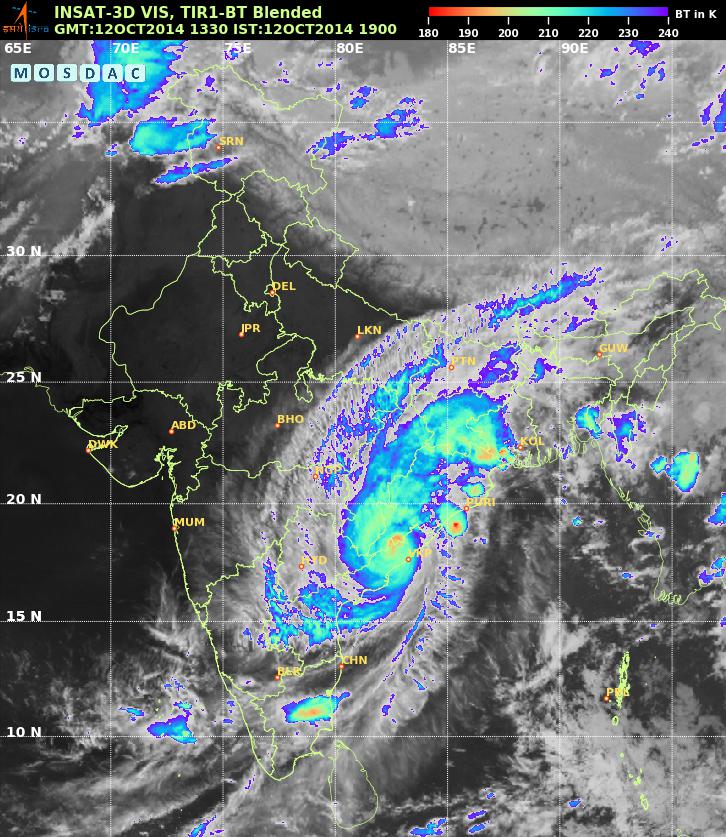 INSAT-3D VIS, TIR1-BT Blended
GMT:12OCT2014 1330 IST:12OCT2014 1900
BT in K
180 190 200 210 220 230 240
65E 70E 75E 80E 85E 90E
M O S D A C
SRN
30 N
DEL
JPR
LKN
GUW
PTN
25 N
BHO
ABD
DWK
KOL
NGP
20 N
PURI
MUM
VKP
HYD
15 N
CHN
BLR
PBL
10 N